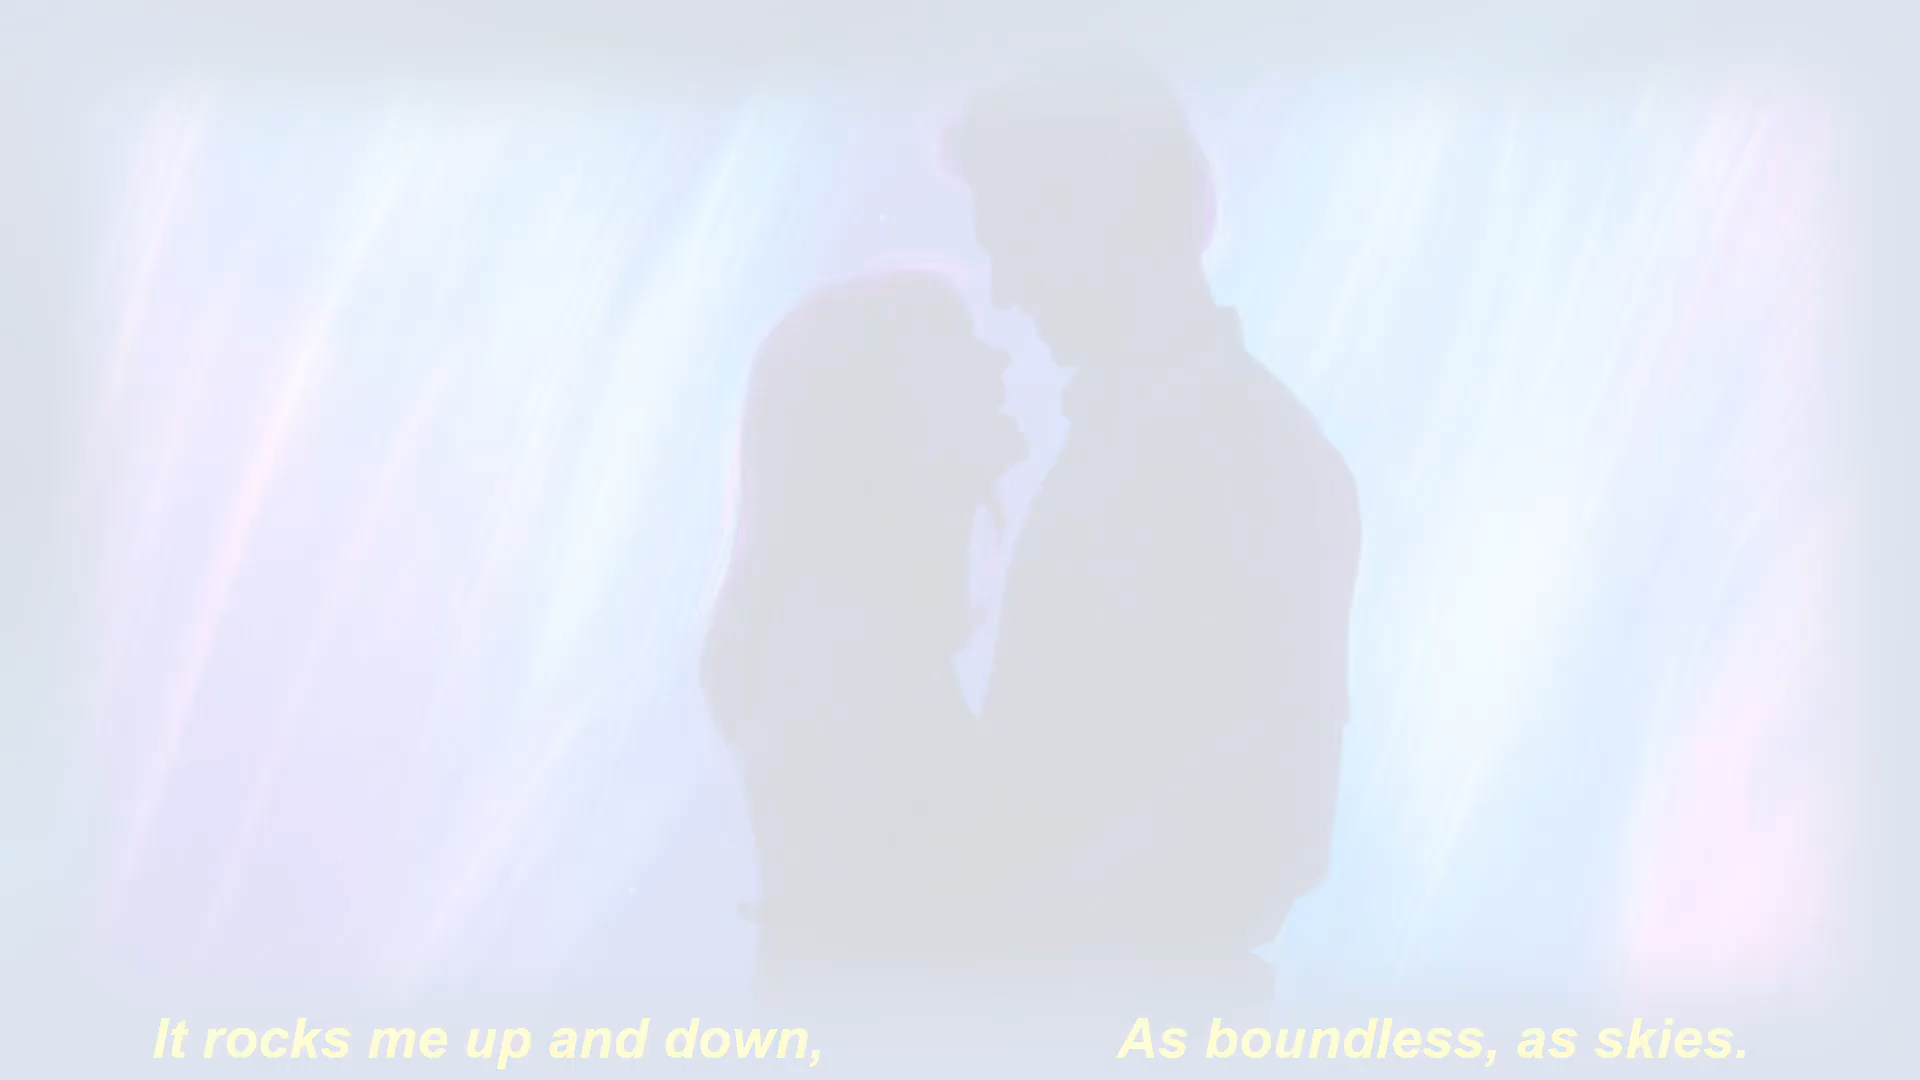 It rocks me up and down,
As boundless, as skies.